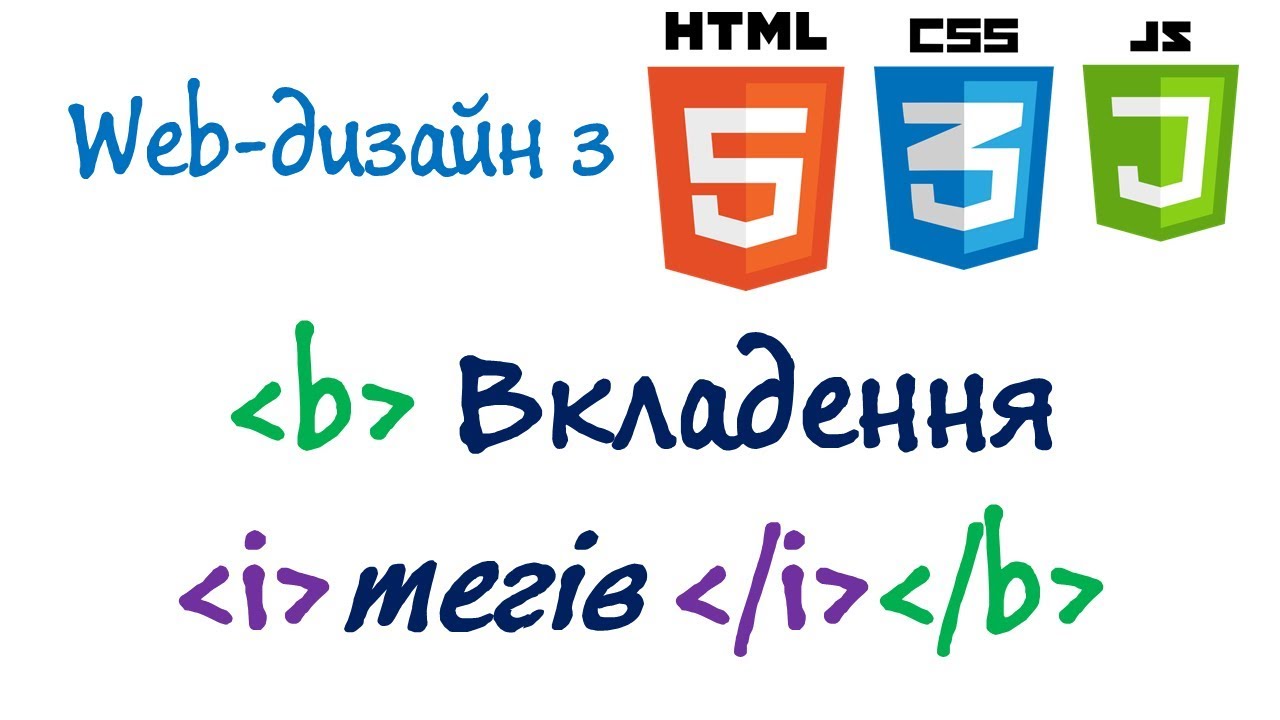 HTML CSS JS
Web-дизайн з 5 3 J
<b> Вкладення
<i>тегів </i></b>